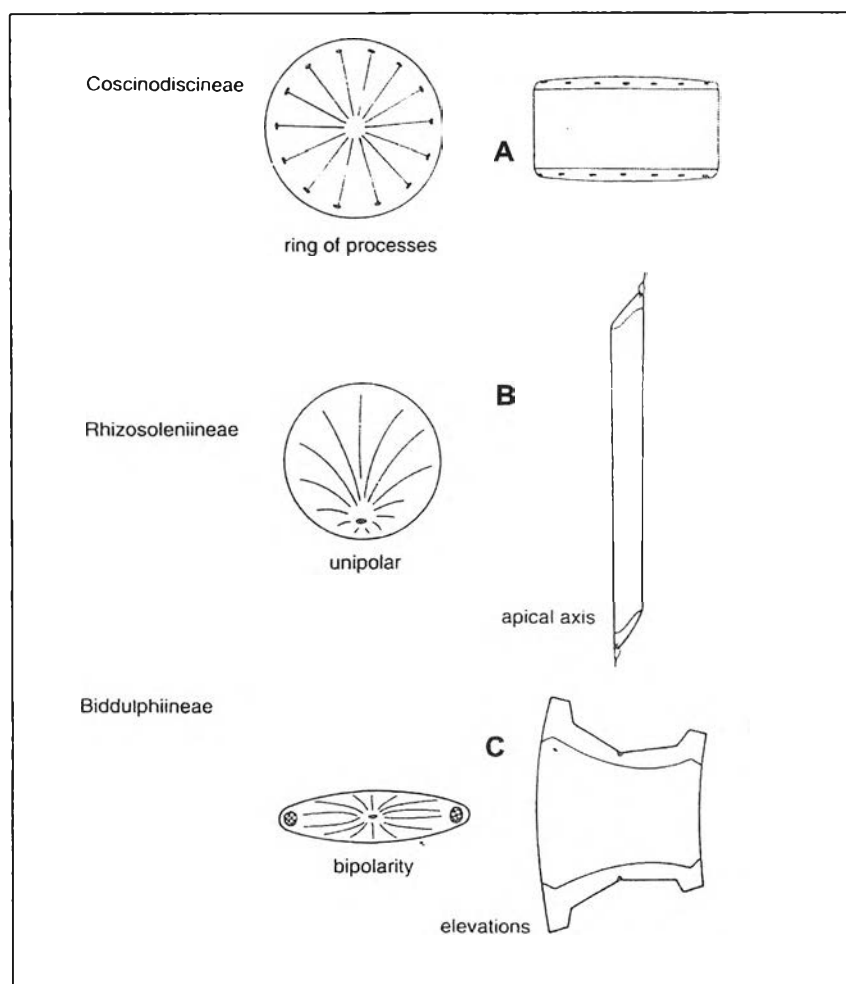 Coscinodiscineae
A
ring of processes
B
Rhizosoleniineae
unipolar
apical axis
Biddulphiineae
C
bipolarity
elevations